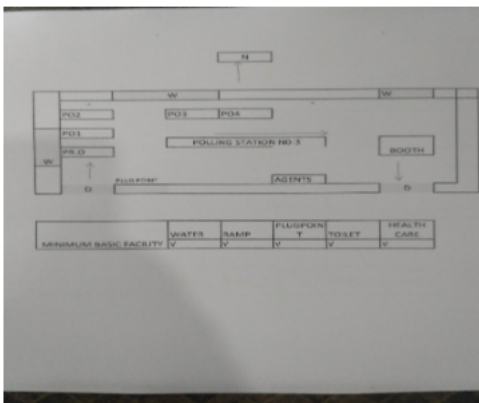 N
W W
PO2 PO3 PO4
PO1
POLLING STATION NO-3
PR.O BOOTH
W
PLUGPOINT AGENTS
D D
PLUGPOIN HEALTH
MINIMUM BASIC FACILITY WATER RAMP T TOILET CARE
V V V V V